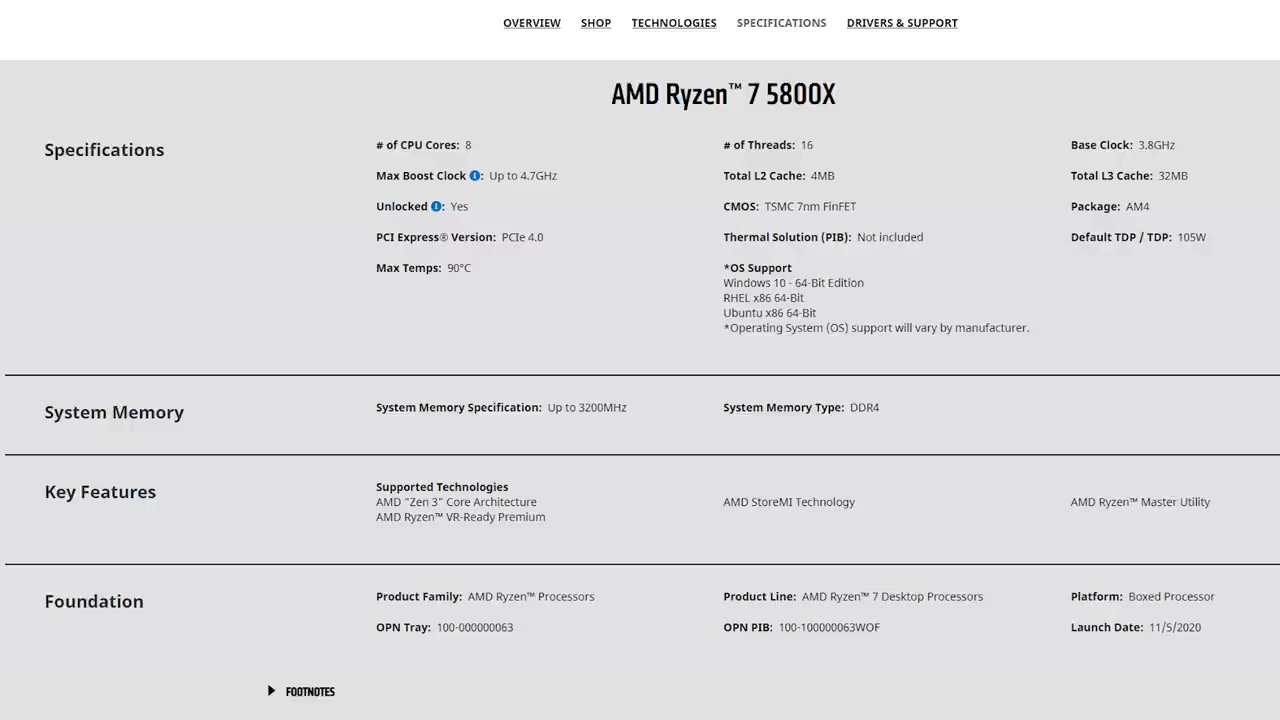 OVERVIEW SHOP TECHNOLOGIES SPECIFICATIONS DRIVERS & SUPPORT
AMD Ryzen™ 7 5800X
Specifications
# of CPU Cores: 8
# of Threads: 16
Base Clock: 3.8GHz
Max Boost Clock i: Up to 4.7GHz
Total L2 Cache: 4MB
Total L3 Cache: 32MB
Unlocked i: Yes
CMOS: TSMC 7nm FinFET
Package: AM4
PCI Express® Version: PCIe 4.0
Thermal Solution (PIB): Not included
Default TDP / TDP: 105W
Max Temps: 90°C
*OS Support
Windows 10 - 64-Bit Edition
RHEL x86 64-Bit
Ubuntu x86 64-Bit
*Operating System (OS) support will vary by manufacturer.
System Memory
System Memory Specification: Up to 3200MHz
System Memory Type: DDR4
Key Features
Supported Technologies
AMD "Zen 3" Core Architecture
AMD Ryzen™ VR-Ready Premium
AMD StoreMI Technology
AMD Ryzen™ Master Utility
Foundation
Product Family: AMD Ryzen™ Processors
Product Line: AMD Ryzen™ 7 Desktop Processors
Platform: Boxed Processor
OPN Tray: 100-000000063
OPN PIB: 100-100000063WOF
Launch Date: 11/5/2020
FOOTNOTES